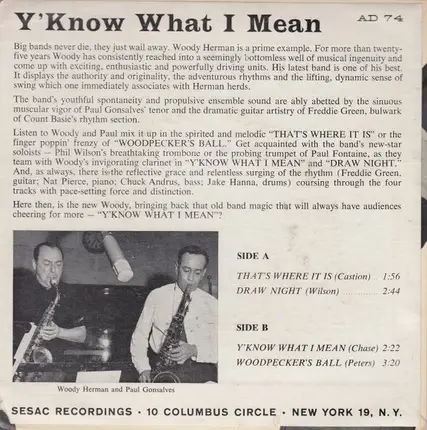 Y'Know What I Mean
AD 74
Big bands never die, they just wail away. Woody Herman is a prime example. For more than twenty-
five years Woody has consistently reached into a seemingly bottomless well of musical ingenuity and
come up with exciting, enthusiastic and powerfully driving units. His latest band is one of his best.
It displays the authority and originality, the adventurous rhythms and the lifting, dynamic sense of
swing which one immediately associates with Herman herds.
The band's youthful spontaneity and propulsive ensemble sound are ably abetted by the sinuous
muscular vigor of Paul Gonsalves' tenor and the dramatic guitar artistry of Freddie Green, bulwark
of Count Basie's rhythm section.
Listen to Woody and Paul mix it up in the spirited and melodic "THAT'S WHERE IT IS" or the
finger poppin' frenzy of "WOODPECKER'S BALL." Get acquainted with the band's new-star
soloists – Phil Wilson's breathtaking trombone or the probing trumpet of Paul Fontaine, as they
team with Woody's invigorating clarinet in "Y'KNOW WHAT I MEAN" and "DRAW NIGHT."
And, as always, there is the reflective grace and relentless surging of the rhythm (Freddie Green,
guitar; Nat Pierce, piano; Chuck Andrus, bass; Jake Hanna, drums) coursing through the four
tracks with pace-setting force and distinction.
Here then, is the new Woody, bringing back that old band magic that will always have audiences
cheering for more – "Y'KNOW WHAT I MEAN"?
SIDE A
THAT'S WHERE IT IS (Castion) 1:56
DRAW NIGHT (Wilson) 2:44
SIDE B
Y'KNOW WHAT I MEAN (Chase) 2:22
WOODPECKER'S BALL (Peters) 3:20
Woody Herman and Paul Gonsalves
SESAC RECORDINGS • 10 COLUMBUS CIRCLE • NEW YORK 19, N. Y.